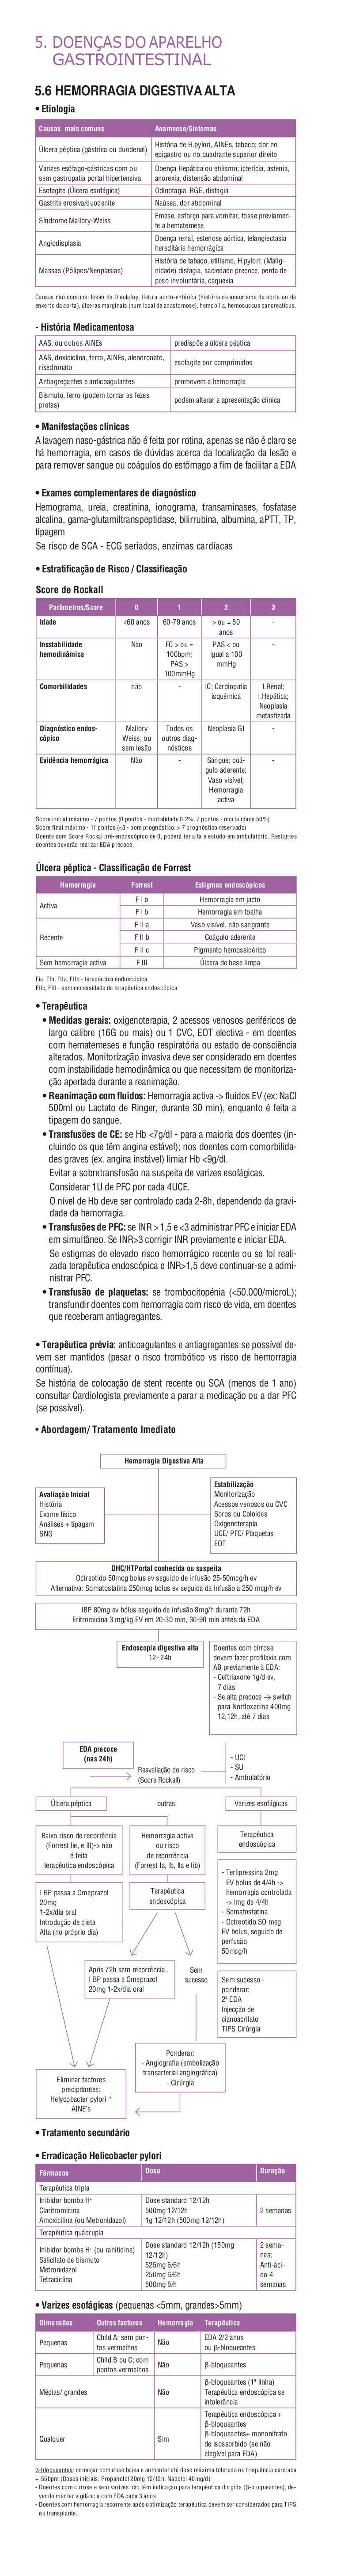 5. DOENÇAS DO APARELHO
GASTROINTESTINAL
5.6 HEMORRAGIA DIGESTIVA ALTA
• Etiologia
Causas mais comuns	Anamnese/Sintomas
Úlcera péptica (gástrica ou duodenal)	História de H.pylori, AINEs, tabaco; dor no
epigastro ou no quadrante superior direito
Varizes esófago-gástricas com ou	Doença Hepática ou etilismo; icterícia, astenia,
sem gastropatia portal hipertensiva	anorexia, distensão abdominal
Esofagite (Úlcera esofágica)	Odinofagia, RGE, disfagia
Gastrite erosiva/duodenite	Naúsea, dor abdominal
Síndrome Mallory-Weiss	Emese, esforço para vomitar, tosse previamen-
te a hematemese
Angiodisplasia	Doença renal, estenose aórtica, telangiectasia
hereditária hemorrágica
Massas (Pólipos/Neoplasias)	História de tabaco, etilismo, H.pylori; (Malig-
nidade) disfagia, saciedade precoce, perda de
peso involuntária, caquexia
Causas não comuns: lesão de Dieulafoy, fistula aorto-entérica (história de aneurisma da aorta ou de
enxerto da aorta), úlceras marginais (num local de anastomose), hemobilia, hemosuccus pancreaticus.
- História Medicamentosa
AAS, ou outros AINEs	predispõe a úlcera péptica
AAS, doxiciclina, ferro, AINEs, alendronato,	esofagite por comprimidos
risedronato
Antiagregantes e anticoagulantes	promovem a hemorragia
Bismuto, ferro (podem tornar as fezes	podem alterar a apresentação clínica
pretas)
• Manifestações clínicas
A lavagem naso-gástrica não é feita por rotina, apenas se não é claro se
há hemorragia, em casos de dúvidas acerca da localização da lesão e
para remover sangue ou coágulos do estômago a fim de facilitar a EDA
• Exames complementares de diagnóstico
Hemograma, ureia, creatinina, ionograma, transaminases, fosfatase
alcalina, gama-glutamiltranspeptidase, bilirrubina, albumina, aPTT, TP,
tipagem
Se risco de SCA - ECG seriados, enzimas cardíacas
• Estratificação de Risco / Classificação
Score de Rockall
Parâmetros/Score	0	1	2	3
Idade	<60 anos	60-79 anos	> ou = 80	-
anos
Insstabilidade	Não	FC > ou =	PAS < ou	-
hemodinâmica	100bpm;	igual a 100
PAS >	mmHg
100mmHg
Comorbilidades	não	-	IC; Cardiopatia	I.Renal;
isquémica	I.Hepática;
Neoplasia
metastizada
Diagnóstico endos-	Mallory	Todos os	Neoplasia GI	-
cópico	Weiss; ou	outros diag-
sem lesão	nósticos
Evidência hemorrágica	Não	-	Sangue; coá-	-
gulo aderente;
Vaso visível;
Hemorragia
activa
Score inicial máximo - 7 pontos (0 pontos - mortalidade 0,2%, 7 pontos - mortalidade 50%)
Score final máximo - 11 pontos (<3 - bom prognóstico, > 7 prognóstico reservado)
Doente com Score Rockal pré-endoscópico de 0, poderá ter alta e estudo em ambulatório. Restantes
doentes deverão realizar EDA precoce.
Úlcera péptica - Classificação de Forrest
Hemorragia	Forrest	Estigmas endoscópicos
Activa	F I a	Hemorragia em jacto
F I b	Hemorragia em toalha
Recente	F II a	Vaso visível, não sangrante
F II b	Coágulo aderente
F II c	Pigmento hemossidérico
Sem hemorragia activa	F III	Úlcera de base limpa
FIa, FIb, FIIa, FIIb - terapêutica endoscópica
FIIc, FIII - sem necessidade de terapêutica endoscópica
• Terapêutica
• Medidas gerais: oxigenoterapia, 2 acessos venosos periféricos de
largo calibre (16G ou mais) ou 1 CVC, EOT electiva - em doentes
com hematemeses e função respiratória ou estado de consciência
alterados. Monitorização invasiva deve ser considerado em doentes
com instabilidade hemodinâmica ou que necessitem de monitoriza-
ção apertada durante a reanimação.
• Reanimação com fluidos: Hemorragia activa -> fluidos EV (ex: NaCl
500ml ou Lactato de Ringer, durante 30 min), enquanto é feita a
tipagem do sangue.
• Transfusões de CE: se Hb <7g/dl - para a maioria dos doentes (in-
cluindo os que têm angina estável); nos doentes com comorbilida-
des graves (ex. angina instável) limiar Hb <9g/dl.
Evitar a sobretransfusão na suspeita de varizes esofágicas.
Considerar 1U de PFC por cada 4UCE.
O nível de Hb deve ser controlado cada 2-8h, dependendo da gravi-
dade da hemorragia.
• Transfusões de PFC: se INR > 1,5 e <3 administrar PFC e iniciar EDA
em simultâneo. Se INR>3 corrigir INR previamente e iniciar EDA.
Se estigmas de elevado risco hemorrágico recente ou se foi reali-
zada terapêutica endoscópica e INR>1,5 deve continuar-se a admi-
nistrar PFC.
• Transfusão de plaquetas: se trombocitopénia (<50.000/microL);
transfundir doentes com hemorragia com risco de vida, em doentes
que receberam antiagregantes.
• Terapêutica prévia: anticoagulantes e antiagregantes se possível de-
vem ser mantidos (pesar o risco trombótico vs risco de hemorragia
contínua).
Se história de colocação de stent recente ou SCA (menos de 1 ano)
consultar Cardiologista previamente a parar a medicação ou a dar PFC
(se possível).
• Abordagem/ Tratamento Imediato
Hemorragia Digestiva Alta
Avaliação Inicial
História
Exame físico
Análises + tipagem
SNG
Estabilização
Monitorização
Acessos venosos ou CVC
Soros ou Coloides
Oxigenoterapia
UCE/ PFC/ Plaquetas
EOT
DHC/HTPortal conhecida ou suspeita
Octreotido 50mcg bolus ev seguido de infusão 25-50mcg/h ev
Alternativa: Somatostatina 250mcg bolus ev seguida da infusão a 250 mcg/h ev
IBP 80mg ev bólus seguido de infusão 8mg/h durante 72h
Eritromicina 3 mg/kg EV em 20-30 min, 30-90 min antes da EDA
Endoscopia digestiva alta
12- 24h
Doentes com cirrose
devem fazer profilaxia com
AB previamente à EDA:
- Ceftriaxone 1g/d ev,
7 dias
- Se alta precoce -> switch
para Norfloxacina 400mg
12,12h, até 7 dias
EDA precoce
(nas 24h)
Reavaliação do risco
(Score Rockall)
- UCI
- SU
- Ambulatório
Úlcera péptica	outras	Varizes esofágicas
Baixo risco de recorrência
(Forrest IIe, e III)-> não
é feita
terapêutica endoscópica
Hemorragia activa
ou risco
de recorrência
(Forrest Ia, Ib, IIa e Iib)
Terapêutica
endoscópica
I BP passa a Omeprazol
20mg
1-2x/dia oral
Introdução de dieta
Alta (no próprio dia)
Terapêutica
endoscópica
- Terlipressina 2mg
EV bolus de 4/4h ->
hemorragia controlada
-> Img de 4/4h
- Somatostatina
- Octreotido SO meg
EV bolus, seguido de
perfusão
50mcg/h
Após 72h sem recorrência ,
I BP passa a Omeprazol
20mg 1-2x/dia oral
Sem
sucesso
Sem sucesso -
ponderar:
2ª EDA
Injecção de
cianoacrilato
TIPS Cirúrgia
Ponderar:
- Angiografia (embolização
transarterial angiográfica)
- Cirúrgia
Eliminar factores
precipitantes:
Helycobacter pylori *
AINE's
• Tratamento secundário
• Erradicação Helicobacter pylori
Fármacos	Dose	Duração
Terapêutica tripla
Inibidor bomba H+	Dose standard 12/12h	2 semanas
Claritromicina	500mg 12/12h
Amoxicilina (ou Metronidazol)	1g 12/12h (500mg 12/12h)
Terapêutica quádrupla
Inibidor bomba H+ (ou ranitidina)	Dose standard 12/12h (150mg	2 sema-
Salicilato de bismuto	12/12h)	nas;
Metronidazol	525mg 6/6h	Anti-áci-
Tetraciclina	250mg 6/6h	do 4
500mg 6/h	semanas
• Varizes esofágicas (pequenas <5mm, grandes>5mm)
Dimensões	Outros factores	Hemorragia	Terapêutica
Pequenas	Child A; sem pon-	Não	EDA 2/2 anos
tos vermelhos	ou β-bloqueantes
Pequenas	Child B ou C; com	Não	β-bloqueantes
pontos vermelhos
Médias/ grandes	Não	β-bloqueantes (1ª linha)
Terapêutica endoscópica se
intolerância
Qualquer	Sim	Terapêutica endoscópica +
β-bloqueantes
β-bloqueantes+ mononitrato
de isossorbido (se não
elegível para EDA)
β-bloqueantes: começar com dose baixa e aumentar até dose máxima tolerada ou frequência cardíaca
+-55bpm (Doses iniciais: Propanolol 20mg 12/12h, Nadolol 40mg/d).
- Doentes com cirrose e sem varizes não têm indicação para terapêutica dirigida (β-bloqueantes), de-
vendo manter vigilância com EDA cada 3 anos
- Doentes com hemorragia recorrente após optimização terapêutica devem ser considerados para TIPS
ou transplante.